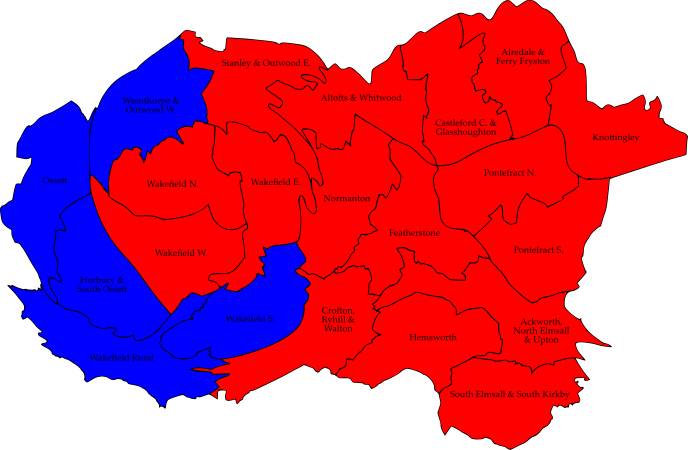 Airedale &
Ferry Fryston
Stanley & Outwood E.
Altofts & Whitwood
Wrenthorpe &
Outwood W.
Castleford C. &
Glasshoughton
Knottingley
Ossett
Wakefield N.
Wakefield E.
Pontefract N.
Normanton
Featherstone
Wakefield W.
Pontefract S.
Horbury &
South Ossett
Wakefield S.
Crofton,
Ryhill &
Walton
Ackworth,
North Elmsall
& Upton
Hemsworth
Wakefield Rural
South Elmsall & South Kirkby